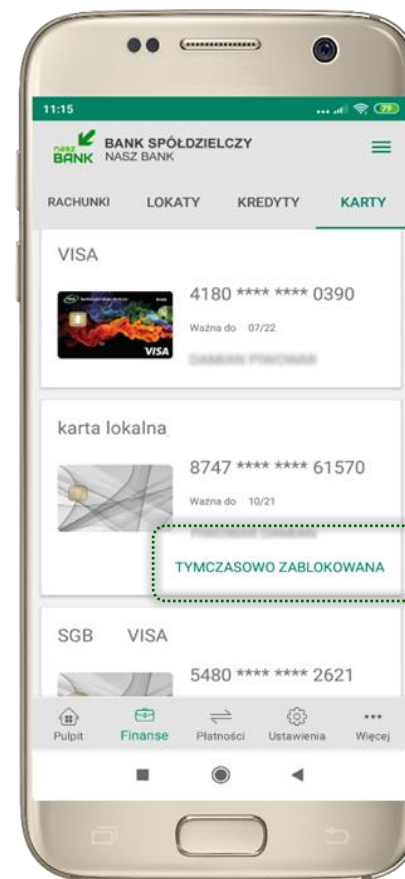 11:15
79
nasz BANK
BANK SPÓŁDZIELCZY
NASZ BANK
RACHUNKI LOKATY KREDYTY KARTY
VISA
4180 **** **** 0390
Ważna do 07/22
VISA
karta lokalna
8747 **** **** 61570
Ważna do 10/21
TYMCZASOWO ZABLOKOWANA
SGB VISA
5480 **** **** 2621
Pulpit Finanse Płatności Ustawienia Więcej